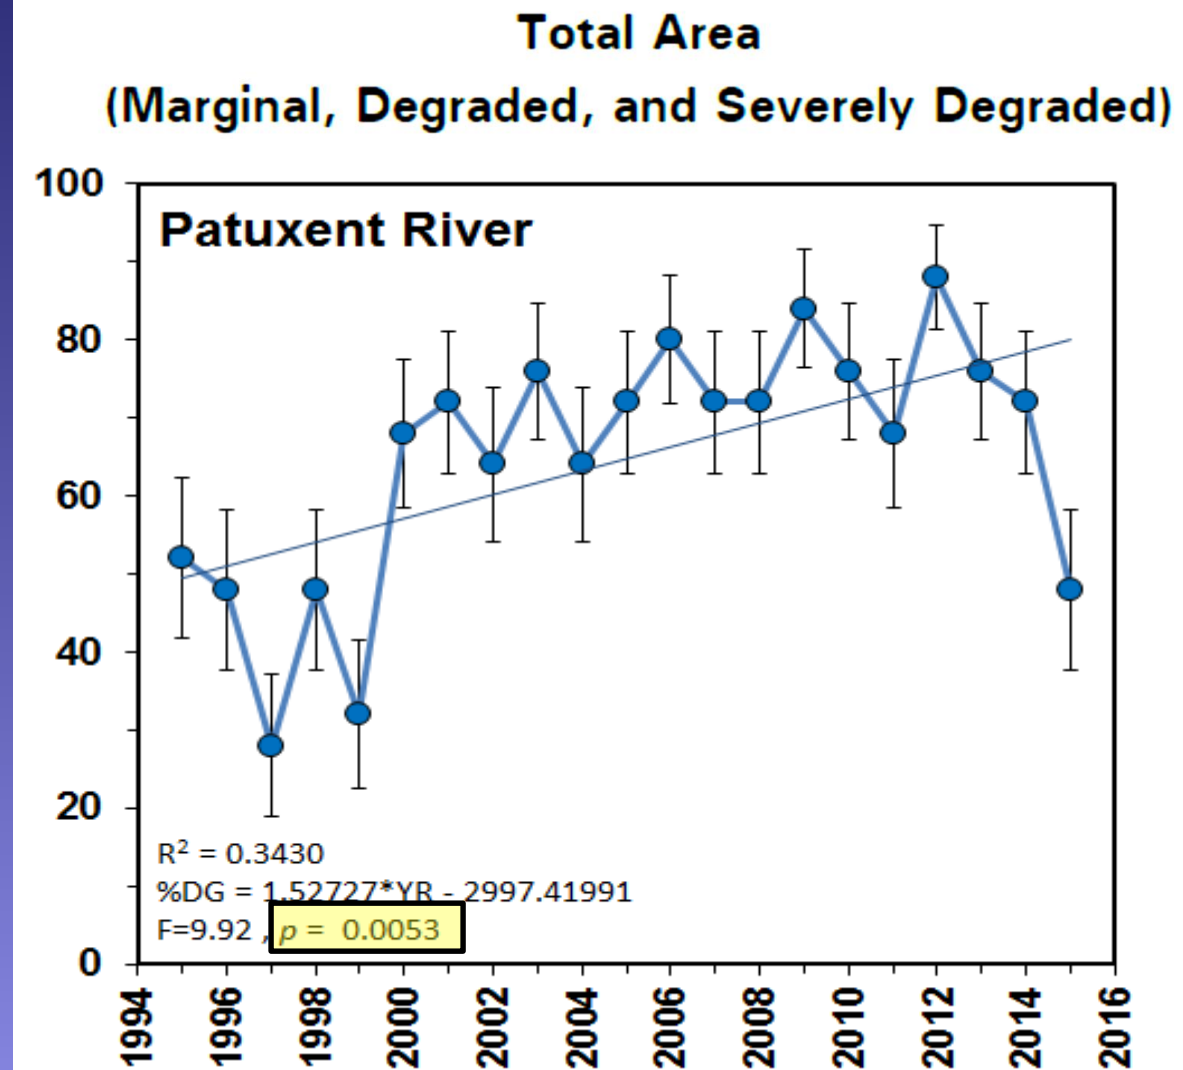 Total Area
(Marginal, Degraded, and Severely Degraded)
100
Patuxent River
80
60
40
20
R² = 0.3430
%DG = 1.52727*YR - 2997.41991
F=9.92 , p = 0.0053
0
1994 1996 1998 2000 2002 2004 2006 2008 2010 2012 2014 2016